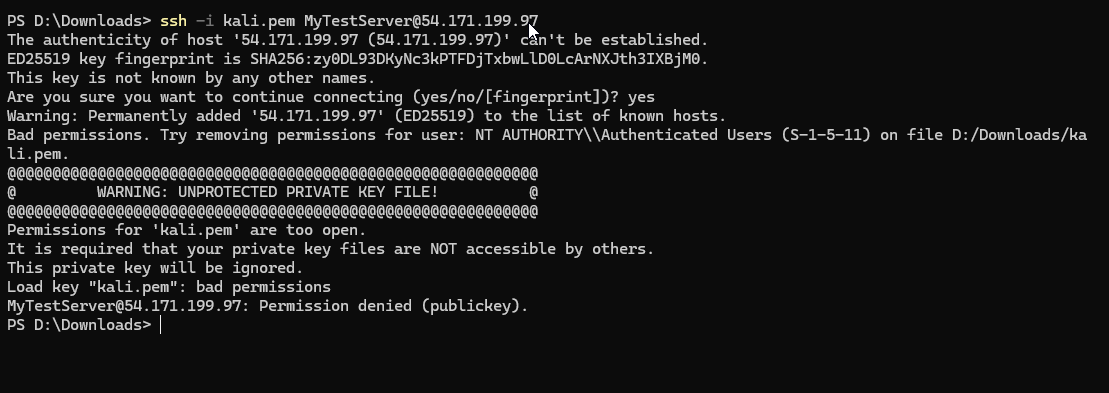 PS D:\Downloads> ssh -i kali.pem MyTestServer@54.171.199.97
The authenticity of host '54.171.199.97 (54.171.199.97)' can't be established.
ED25519 key fingerprint is SHA256:zy0DL93DKyNc3kPTFDjTxbwLlD0LcArNXJth3IXBjM0.
This key is not known by any other names.
Are you sure you want to continue connecting (yes/no/[fingerprint])? yes
Warning: Permanently added '54.171.199.97' (ED25519) to the list of known hosts.
Bad permissions. Try removing permissions for user: NT AUTHORITY\\Authenticated Users (S-1-5-11) on file D:/Downloads/ka
li.pem.
@@@@@@@@@@@@@@@@@@@@@@@@@@@@@@@@@@@@@@@@@@@@@@@@@@@@@@@@@@@
@         WARNING: UNPROTECTED PRIVATE KEY FILE!          @
@@@@@@@@@@@@@@@@@@@@@@@@@@@@@@@@@@@@@@@@@@@@@@@@@@@@@@@@@@@
Permissions for 'kali.pem' are too open.
It is required that your private key files are NOT accessible by others.
This private key will be ignored.
Load key "kali.pem": bad permissions
MyTestServer@54.171.199.97: Permission denied (publickey).
PS D:\Downloads>